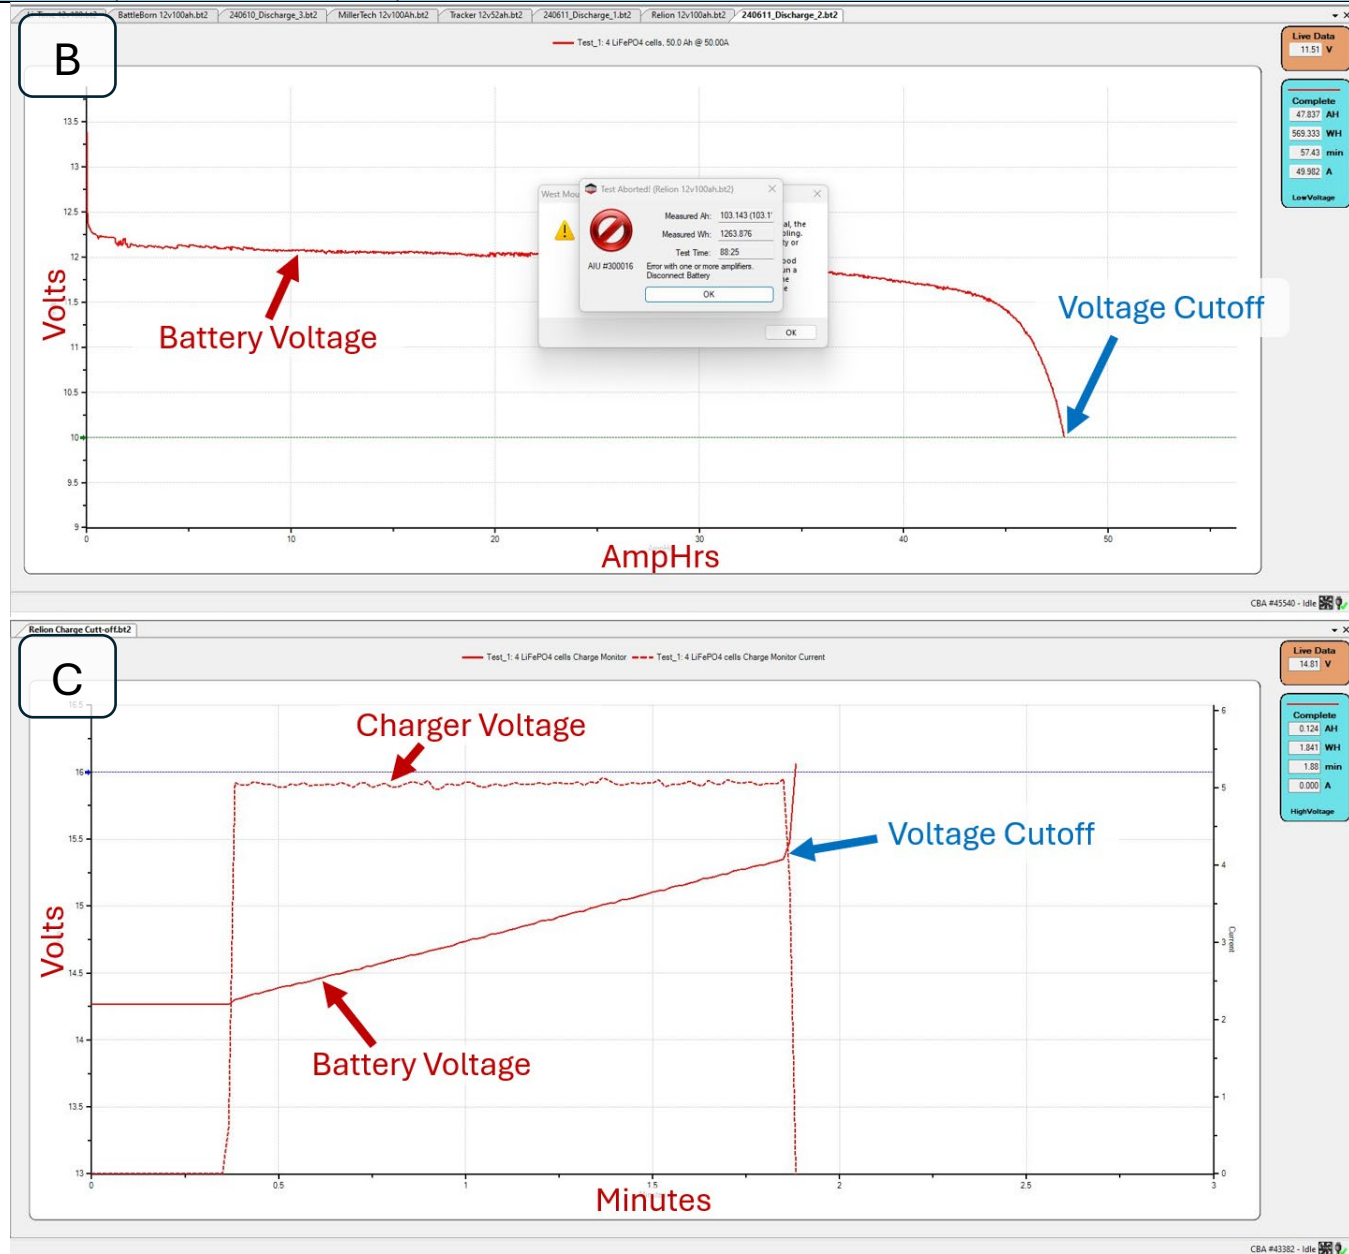 BattleBorn 12v100ah.bt2 240610_Discharge_3.bt2 MillerTech 12v100Ah.bt2 Tracker 12v52ah.bt2 240611_Discharge_1.bt2 Relion 12v100ah.bt2 240611_Discharge_2.bt2
B
Test_1: 4 LiFePO4 cells, 50.0 Ah @ 50.00A
Live Data
11.51 V
Complete
47.837 AH
569.333 WH
57.43 min
49.982 A
LowVoltage
13.5
13
12.5
12
11.5
11
10.5
10
9.5
9
Volts
Battery Voltage
Voltage Cutoff
West Mou
Test Aborted! (Relion 12v100ah.bt2)
Measured Ah: 103.143 (103.1
Measured Wh: 1263.876
Test Time: 88:25
AIU #300016
Error with one or more amplifiers.
Disconnect Battery
OK
al, the
OK
0 10 20 30 40 50
AmpHrs
CBA #45540 - Idle
Relion Charge Cutt-off.bt2
C
Test_1: 4 LiFePO4 cells Charge Monitor Test_1: 4 LiFePO4 cells Charge Monitor Current
Live Data
14.81 V
Complete
0.124 AH
1.841 WH
1.88 min
0.000 A
HighVoltage
16.5
16
15.5
15
14.5
14
13.5
13
Volts
Charger Voltage
Voltage Cutoff
Battery Voltage
6
5
4
3
2
1
0
Current
0 0.5 1 1.5 2 2.5 3
Minutes
CBA #43382 - Idle